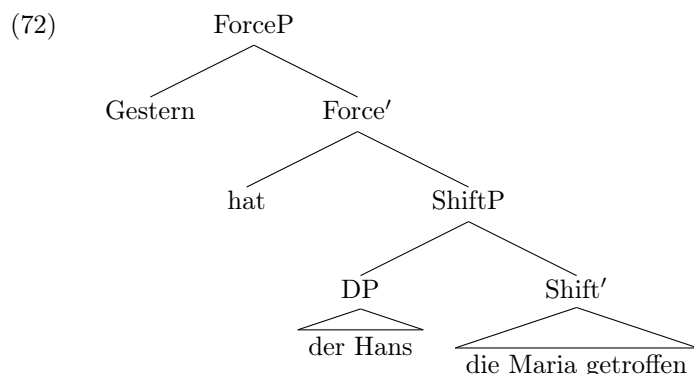 (72) ForceP
Gestern Force′
hat ShiftP
DP Shift′
der Hans
die Maria getroffen